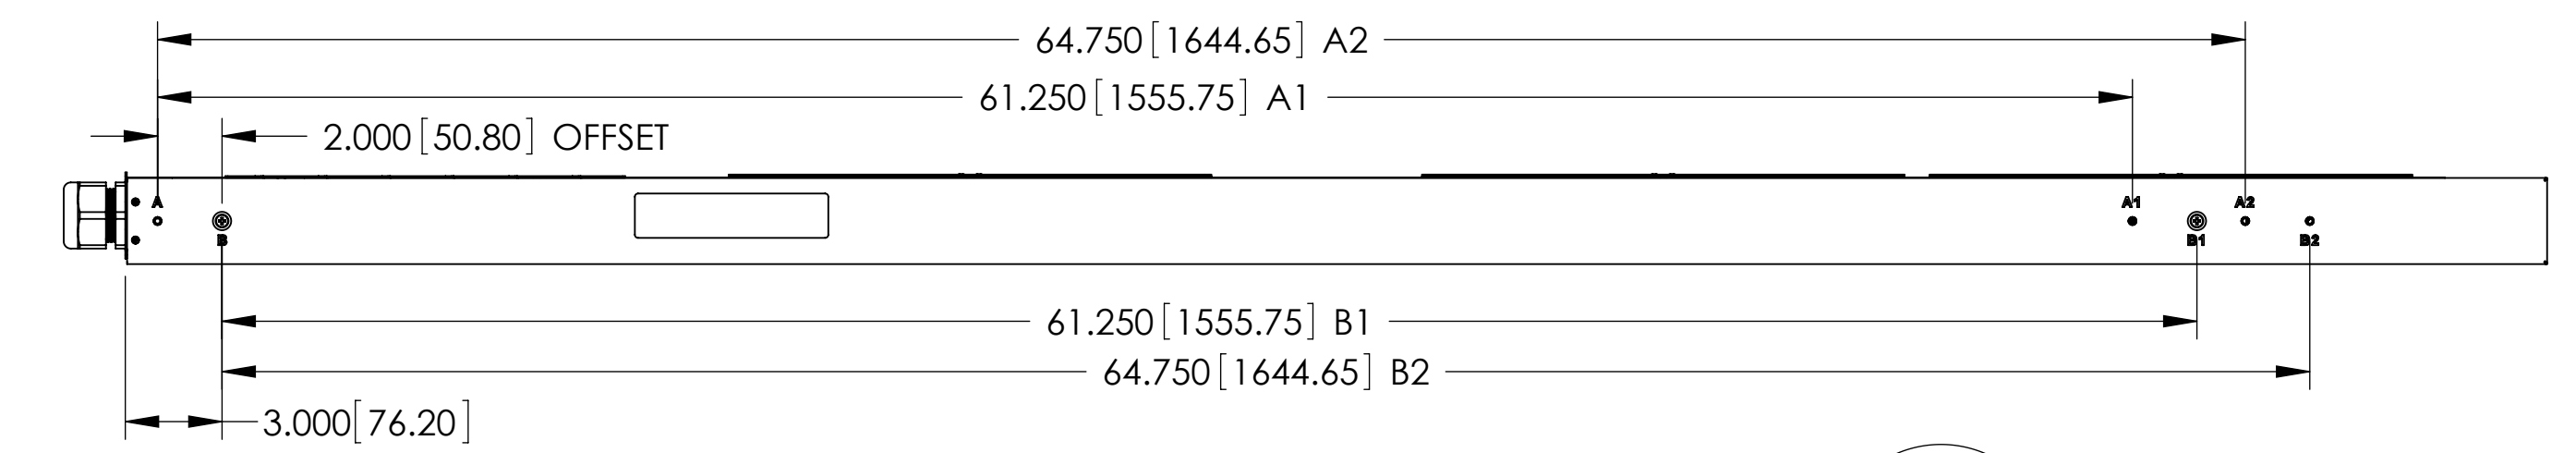 64.750[1644.65] A2
61.250[1555.75] A1
2.000[50.80] OFFSET
A
A1
A2
B
B1
B2
61.250[1555.75] B1
64.750[1644.65] B2
3.000[76.20]